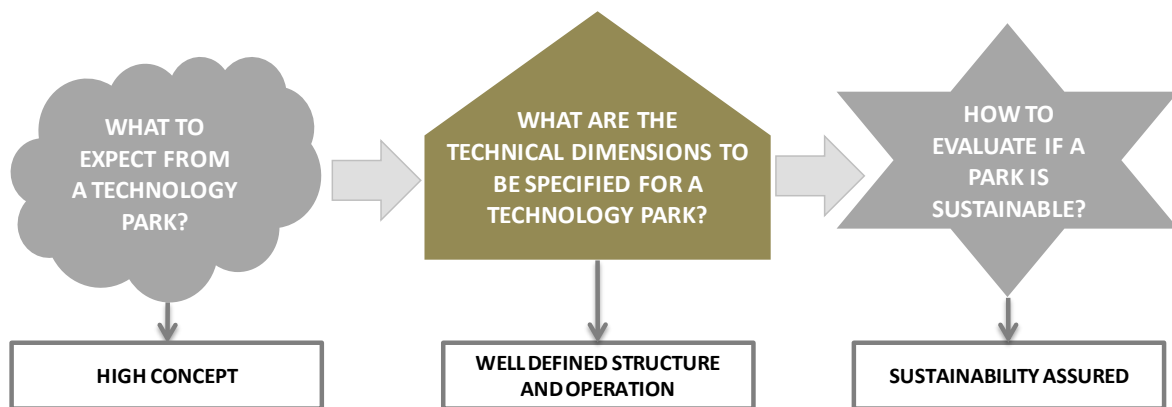 WHAT TO
EXPECT FROM
A TECHNOLOGY
PARK?
WHAT ARE THE
TECHNICAL DIMENSIONS TO
BE SPECIFIED FOR A
TECHNOLOGY PARK?
HOW TO
EVALUATE IF A
PARK IS
SUSTAINABLE?
HIGH CONCEPT
WELL DEFINED STRUCTURE
AND OPERATION
SUSTAINABILITY ASSURED